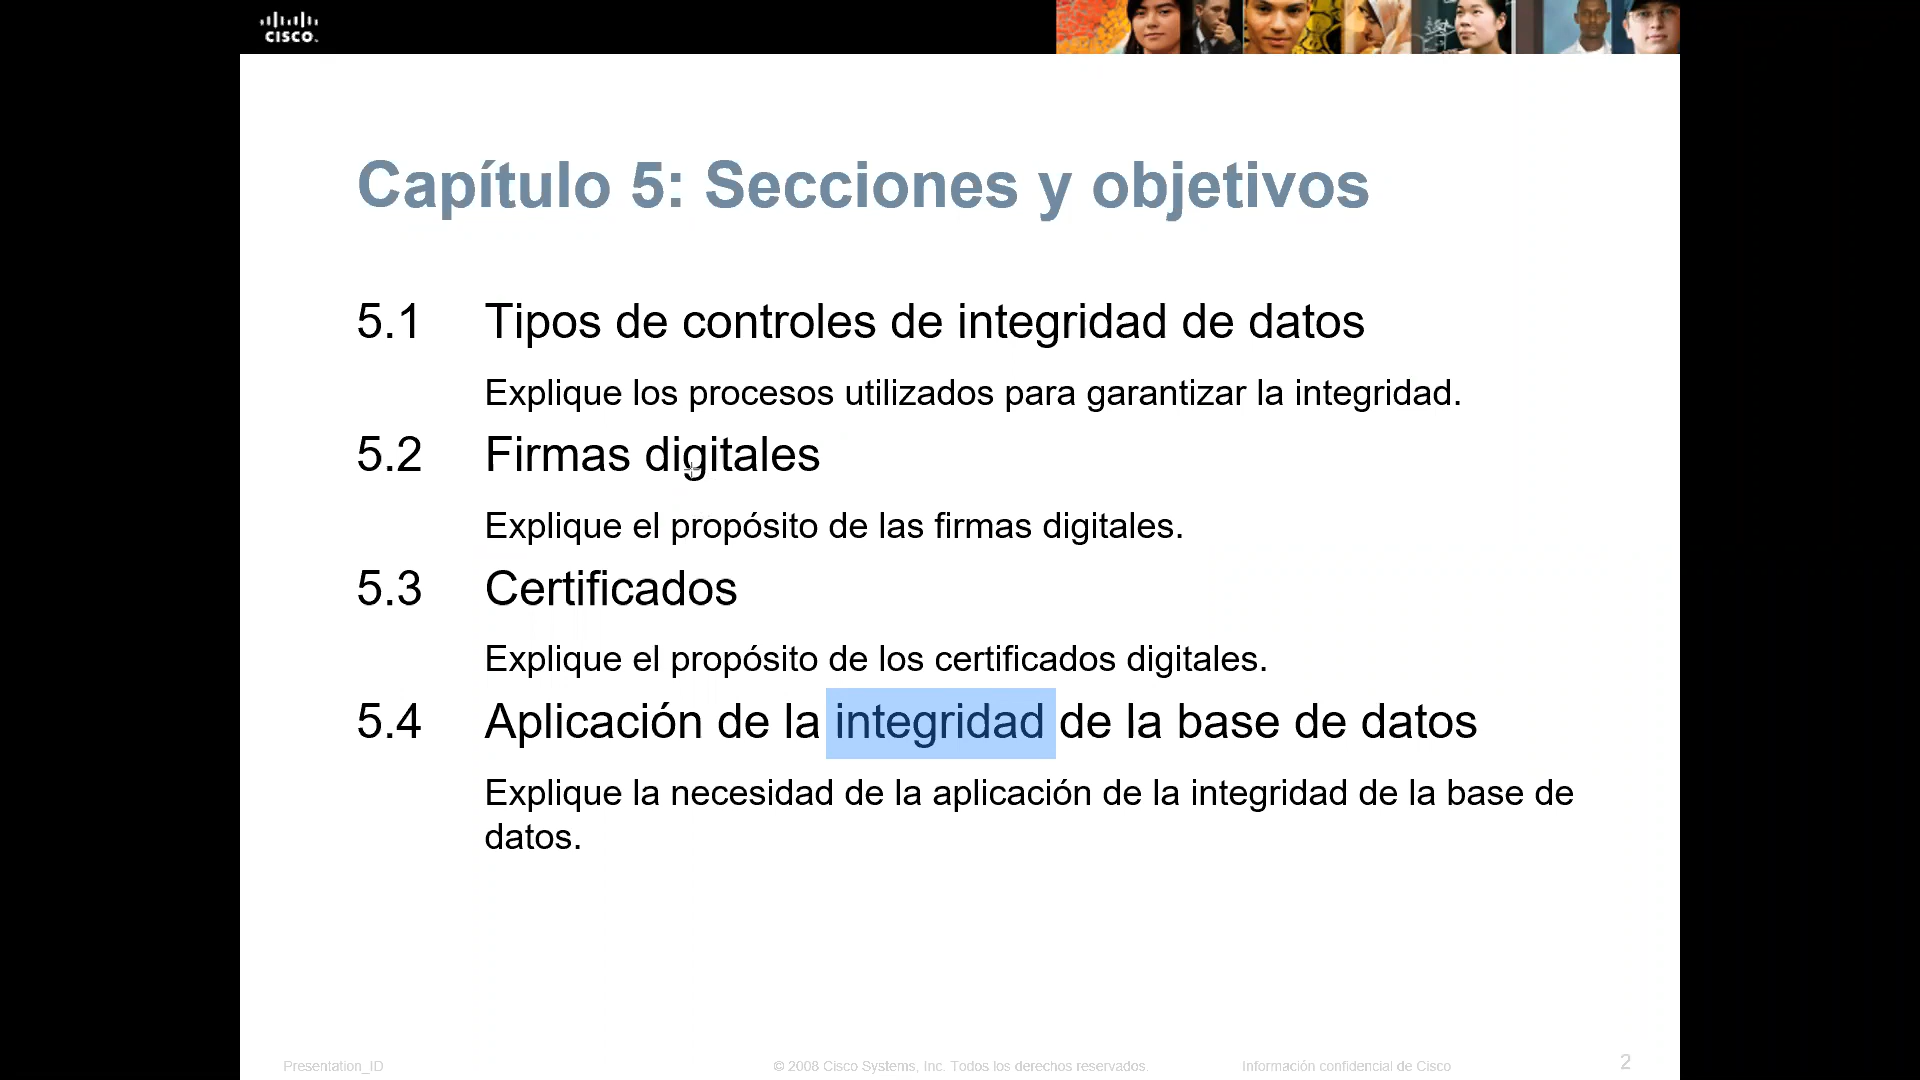 CISCO
Capítulo 5: Secciones y objetivos
5.1 Tipos de controles de integridad de datos
Explique los procesos utilizados para garantizar la integridad.
5.2 Firmas digitales
Explique el propósito de las firmas digitales.
5.3 Certificados
Explique el propósito de los certificados digitales.
5.4 Aplicación de la integridad de la base de datos
Explique la necesidad de la aplicación de la integridad de la base de
datos.
Presentation_ID © 2008 Cisco Systems, Inc. Todos los derechos reservados. Información confidencial de Cisco 2